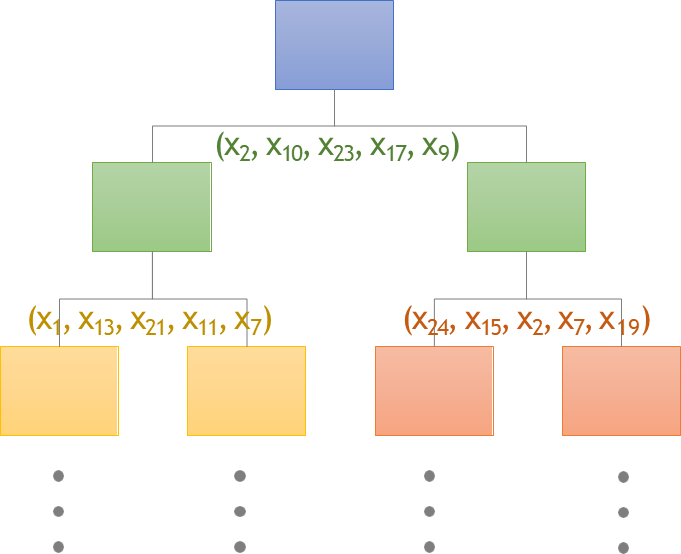 (x₂, x₁₀, x₂₃, x₁₇, x₉)
(x₁, x₁₃, x₂₁, x₁₁, x₇)
(x₂₄, x₁₅, x₂, x₇, x₁₉)